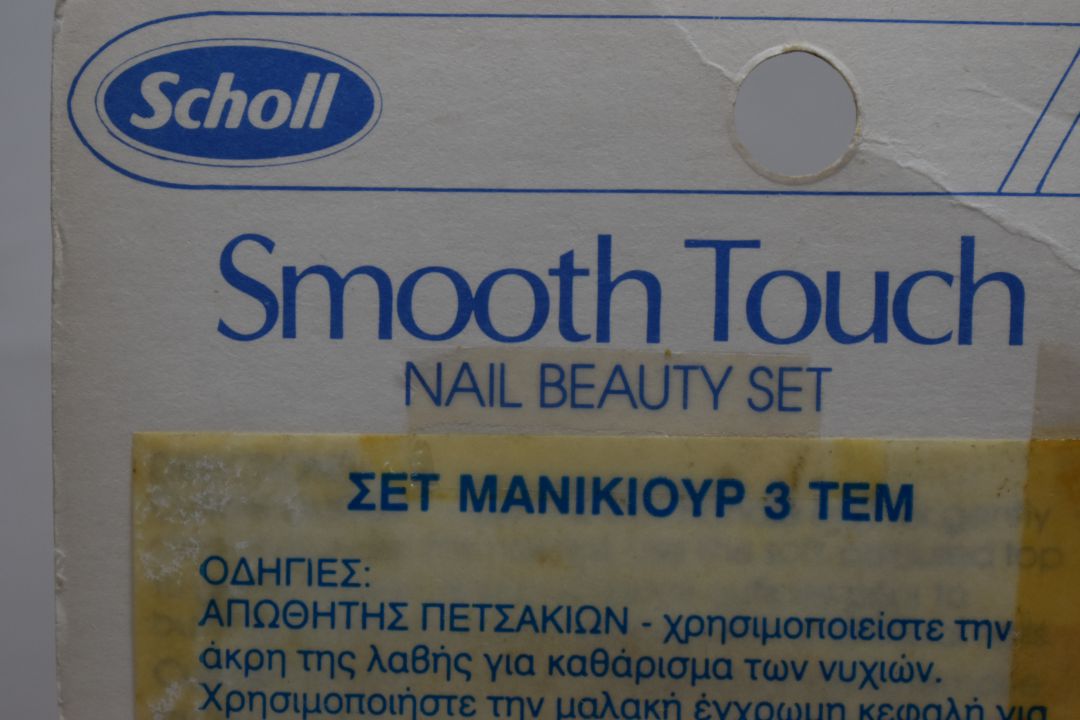 Scholl
Smooth Touch
NAIL BEAUTY SET
ΣΕΤ ΜΑΝΙΚΙΟΥΡ 3 ΤΕΜ
ΟΔΗΓΙΕΣ:
ΑΠΩΘΗΤΗΣ ΠΕΤΣΑΚΙΩΝ - χρησιμοποιείστε την
άκρη της λαβής για καθάρισμα των νυχιών.
Χρησιμοποιήστε την μαλακή έγχρωμη κεφαλή για